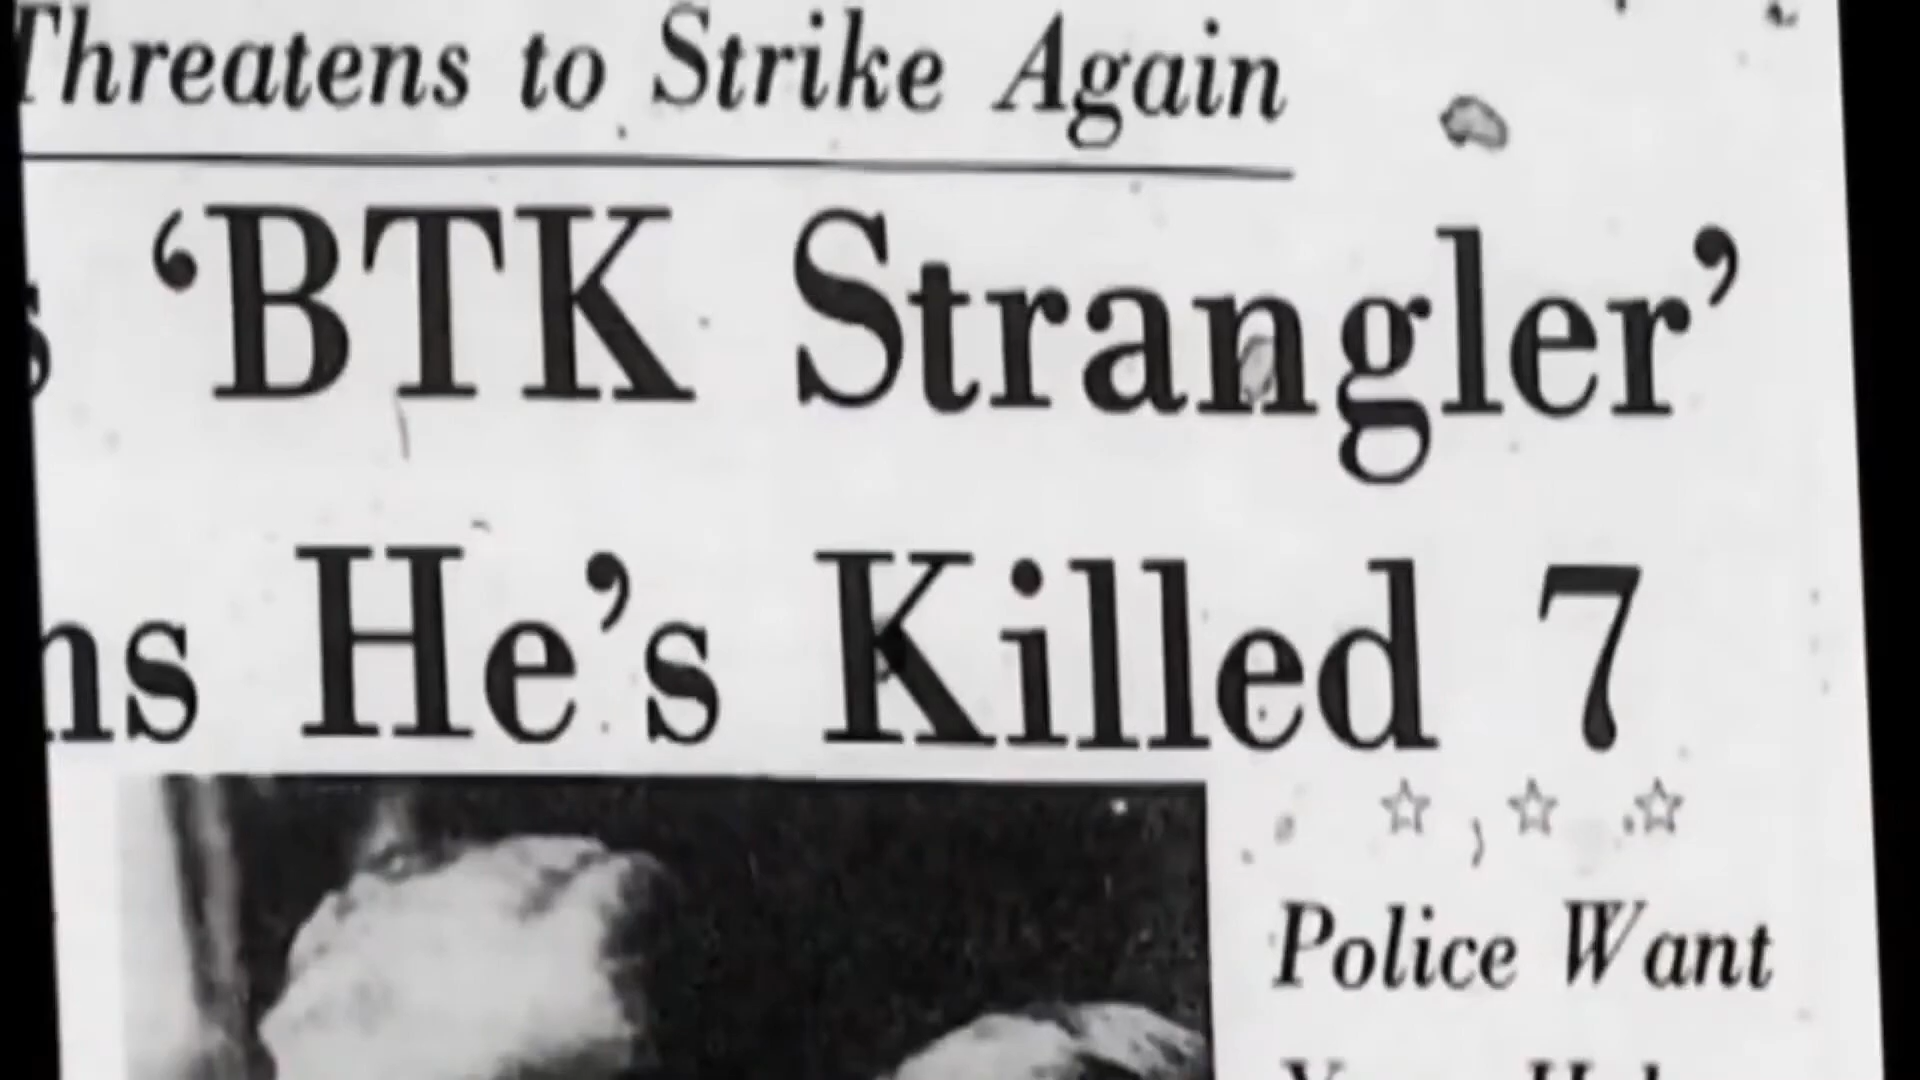 Threatens to Strike Again
s 'BTK Strangler'
ns He's Killed 7
Police Want